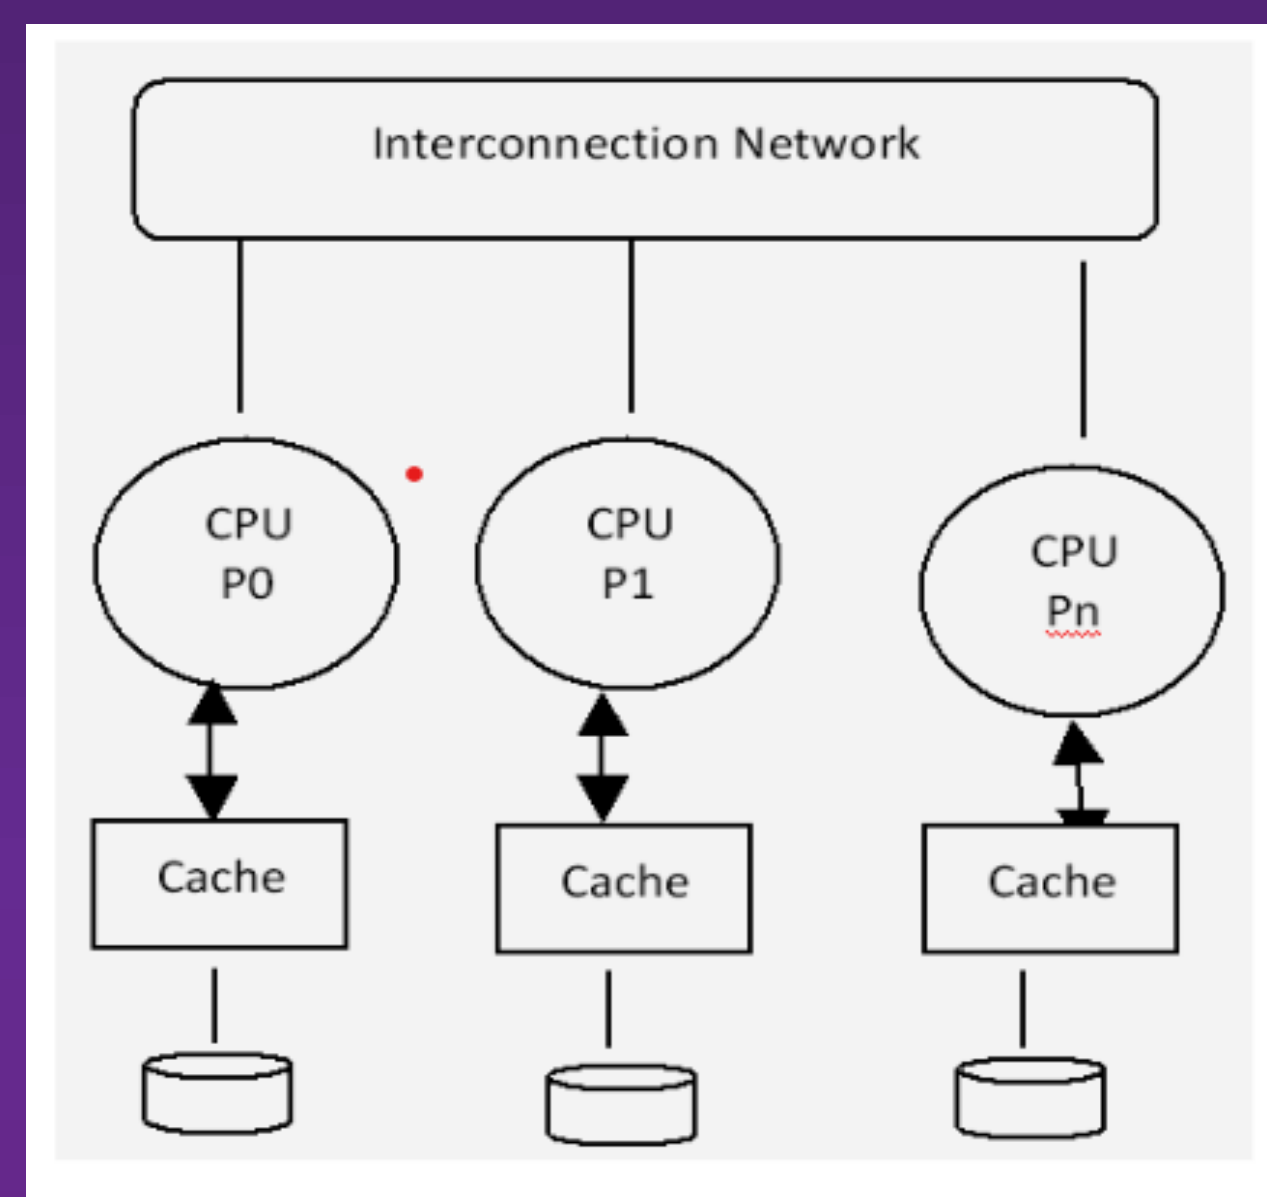 Interconnection Network
CPU
P0
CPU
P1
CPU
Pn
Cache
Cache
Cache